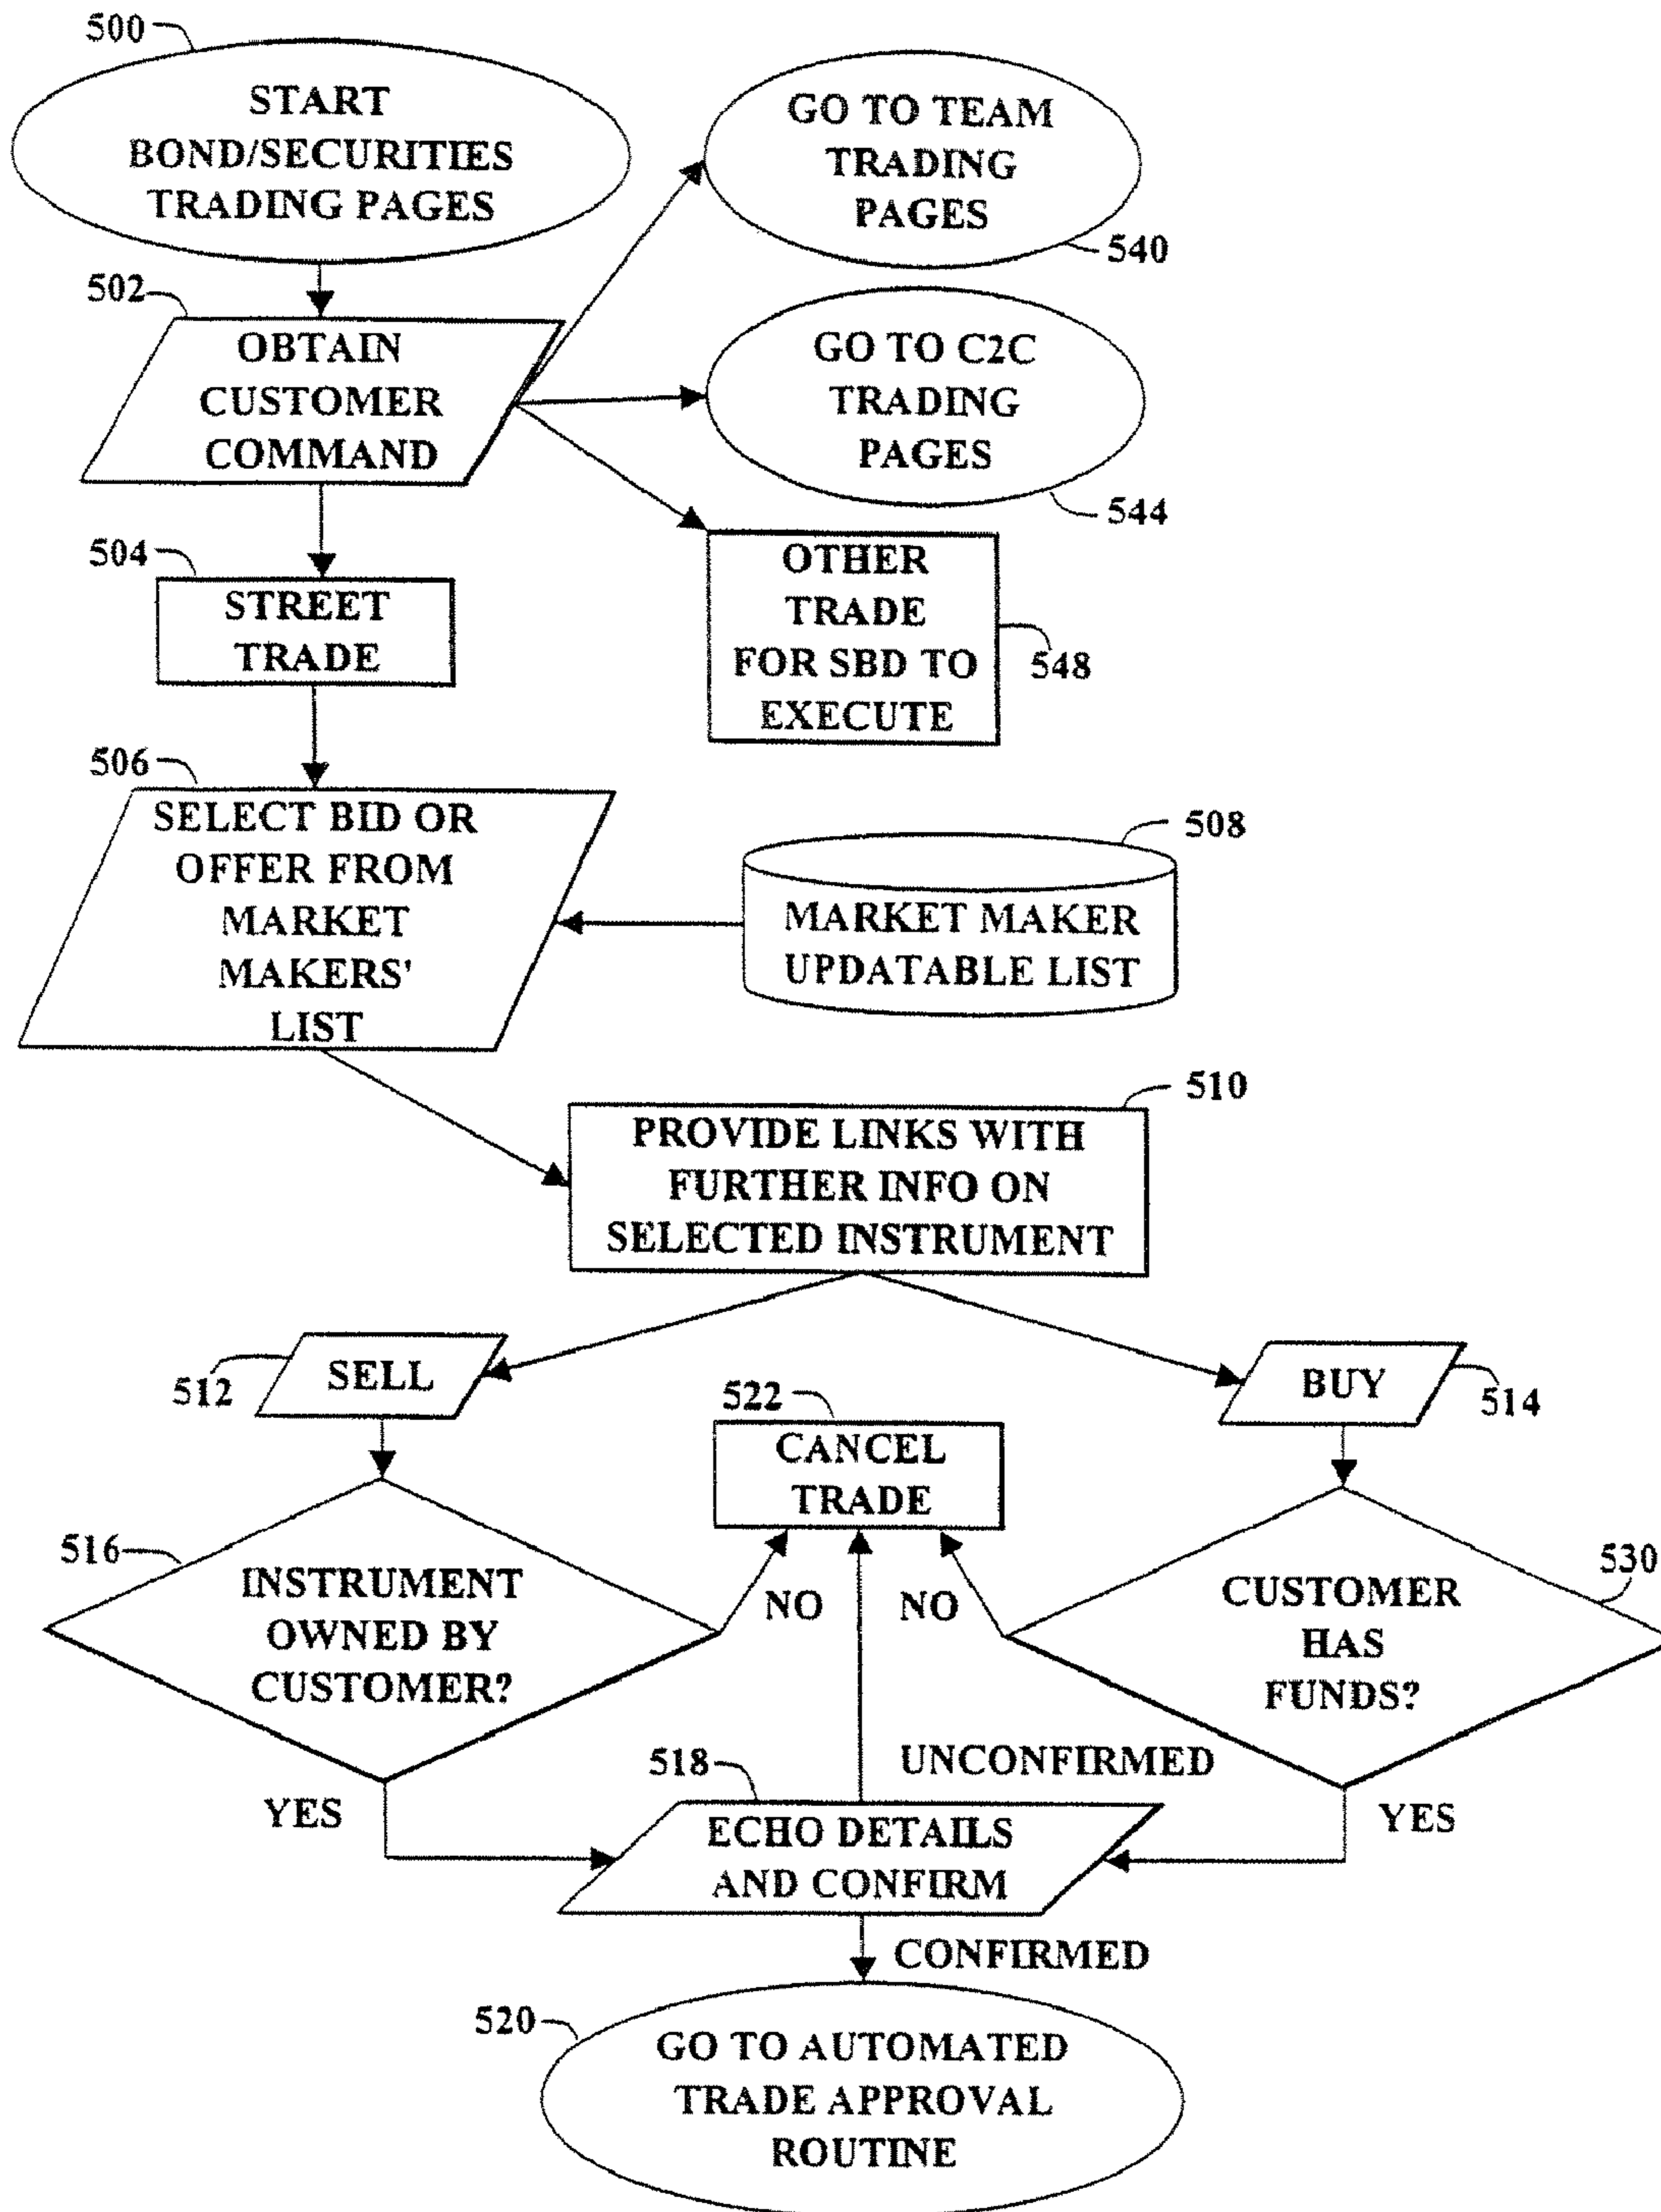 500
START
BOND/SECURITIES
TRADING PAGES
GO TO TEAM
TRADING
PAGES
540
502
OBTAIN
CUSTOMER
COMMAND
GO TO C2C
TRADING
PAGES
544
504
STREET
TRADE
OTHER
TRADE
FOR SBD TO
EXECUTE
548
506
SELECT BID OR
OFFER FROM
MARKET
MAKERS'
LIST
508
MARKET MAKER
UPDATABLE LIST
510
PROVIDE LINKS WITH
FURTHER INFO ON
SELECTED INSTRUMENT
512
SELL
BUY
514
522
CANCEL
TRADE
516
INSTRUMENT
OWNED BY
CUSTOMER?
NO
NO
530
CUSTOMER
HAS
FUNDS?
YES
518
UNCONFIRMED
YES
ECHO DETAILS
AND CONFIRM
CONFIRMED
520
GO TO AUTOMATED
TRADE APPROVAL
ROUTINE